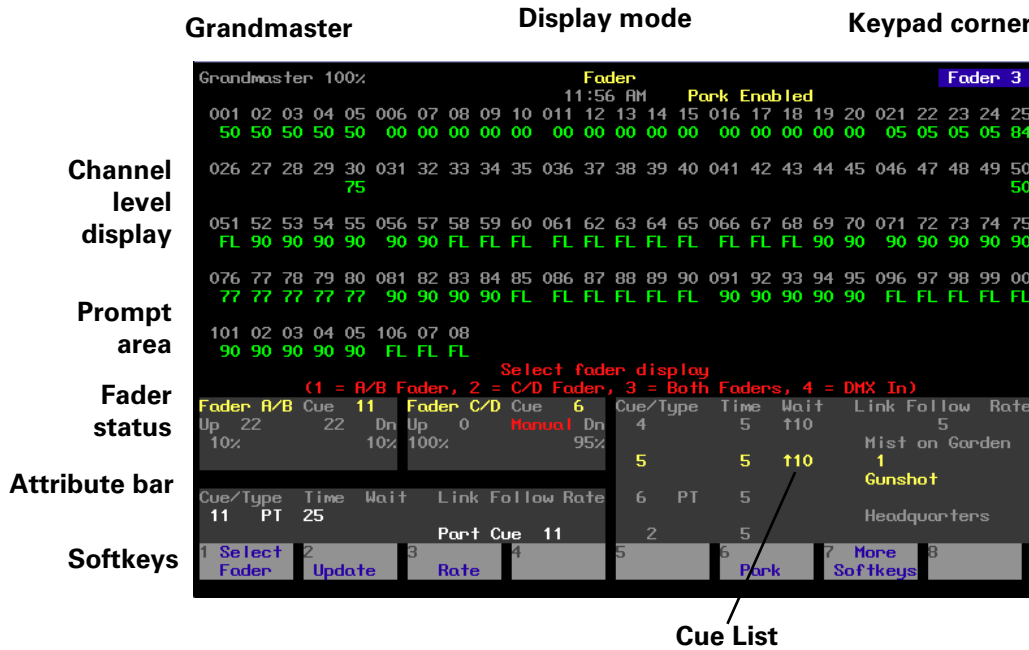 Grandmaster
Display mode
Keypad corner
Grandmaster 100%
Fader
Fader 3
11:56 AM
Park Enabled
001 02 03 04 05 006 07 08 09 10 011 12 13 14 15 016 17 18 19 20 021 22 23 24 25
50 50 50 50 50 00 00 00 00 00 00 00 00 00 00 00 00 00 00 00 05 05 05 05 84
Channel level display
026 27 28 29 30 031 32 33 34 35 036 37 38 39 40 041 42 43 44 45 046 47 48 49 50
75 50
051 52 53 54 55 056 57 58 59 60 061 62 63 64 65 066 67 68 69 70 071 72 73 74 75
FL 90 90 90 90 90 90 FL FL FL FL FL FL FL FL FL FL FL 90 90 90 90 90 90 90
076 77 78 79 80 081 82 83 84 85 086 87 88 89 90 091 92 93 94 95 096 97 98 99 00
77 77 77 77 77 90 90 90 90 FL FL FL FL FL FL 90 90 90 90 90 FL FL FL FL FL
Prompt area
101 02 03 04 05 106 07 08
90 90 90 90 90 FL FL FL
Select fader display
(1 = A/B Fader, 2 = C/D Fader, 3 = Both Faders, 4 = DMX In)
Fader status
Fader A/B Cue 11
Up 22 22 Dn
10% 10%
Fader C/D Cue 6
Up 0 Manual Dn
100% 95%
Cue/Type Time Wait Link Follow Rate
4 5 ↑10 5
Mist on Garden
5 5 ↑10 1
Gunshot
6 PT 5
Headquarters
2 5
Attribute bar
Cue/Type Time Wait Link Follow Rate
11 PT 25
Part Cue 11
Softkeys
1 Select Fader
2 Update
3 Rate
4
5
6 Park
7 More Softkeys
8
Cue List